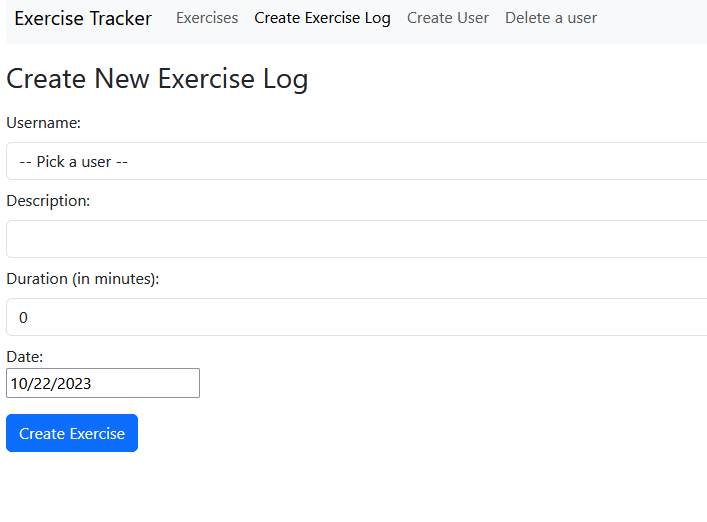 Exercise Tracker Exercises Create Exercise Log Create User Delete a user
Create New Exercise Log
Username:
-- Pick a user --
Description:
Duration (in minutes):
0
Date:
10/22/2023
Create Exercise